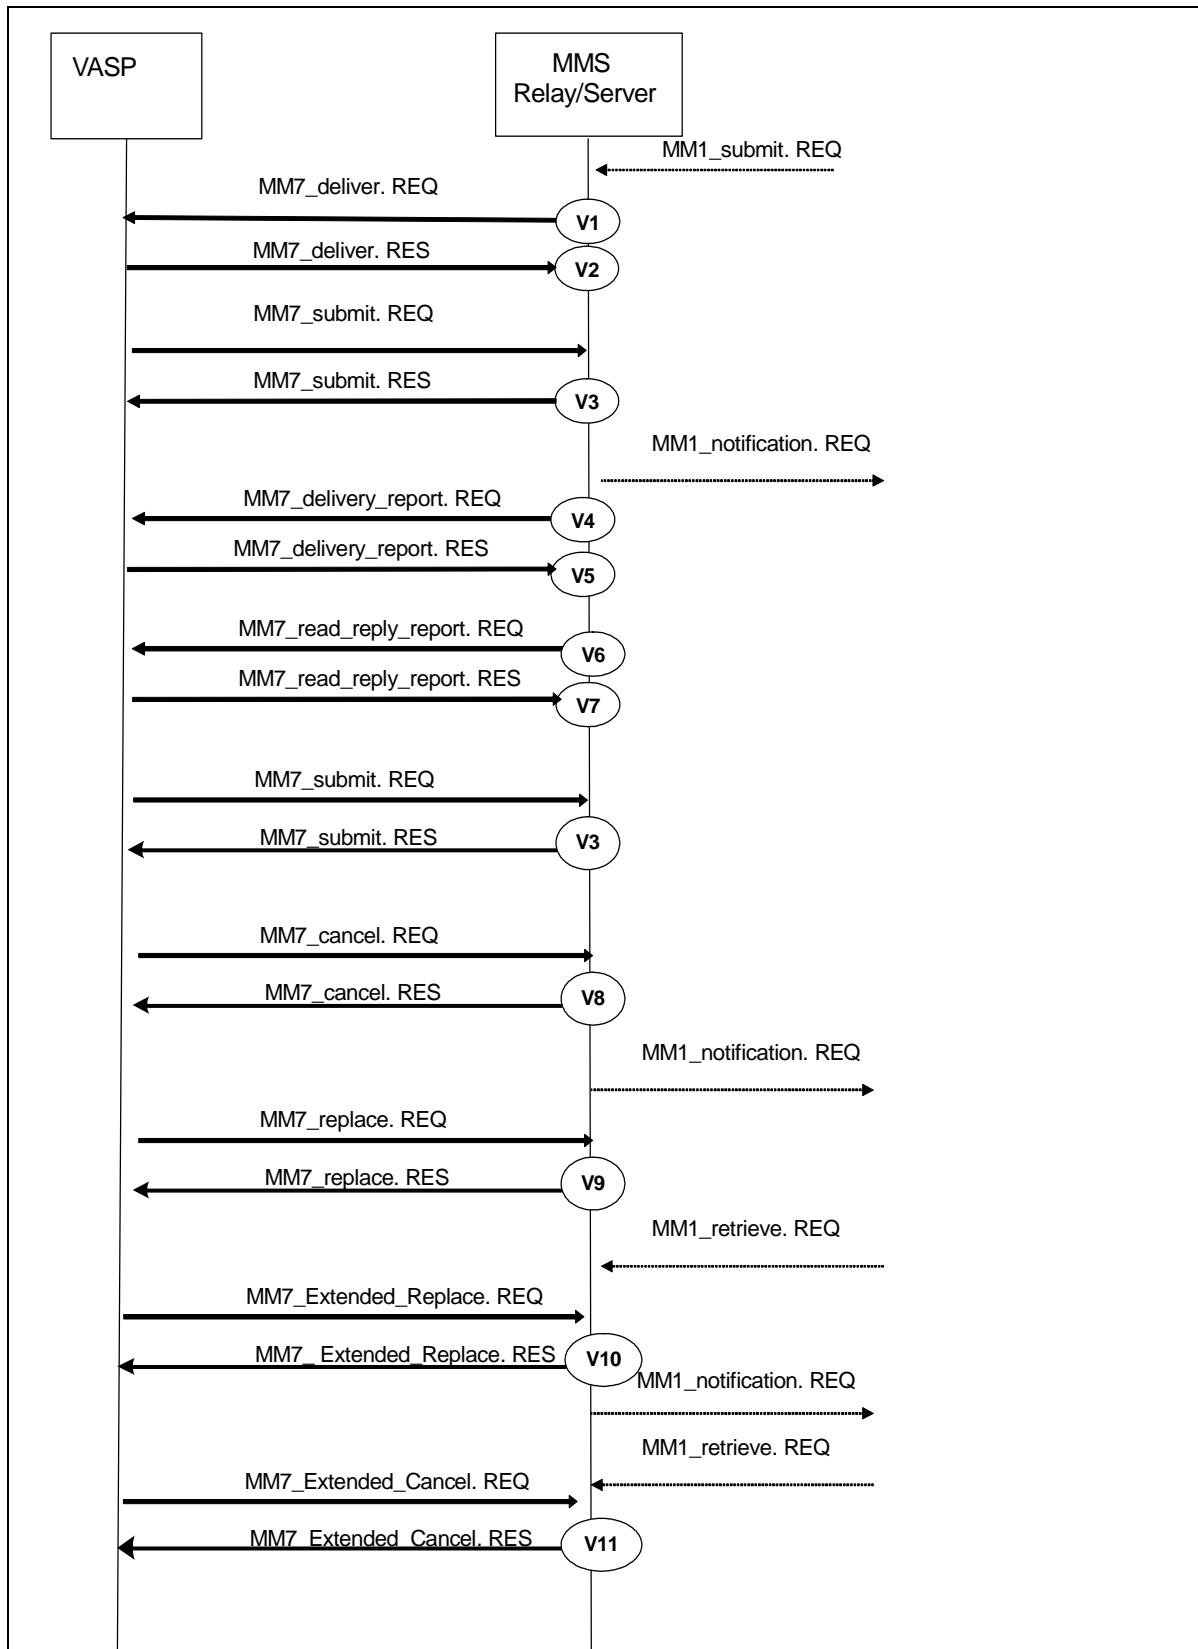 VASP
MMS
Relay/Server
MM1_submit. REQ
MM7_deliver. REQ
V1
MM7_deliver. RES
V2
MM7_submit. REQ
MM7_submit. RES
V3
MM1_notification. REQ
MM7_delivery_report. REQ
V4
MM7_delivery_report. RES
V5
MM7_read_reply_report. REQ
V6
MM7_read_reply_report. RES
V7
MM7_submit. REQ
MM7_submit. RES
V3
MM7_cancel. REQ
MM7_cancel. RES
V8
MM1_notification. REQ
MM7_replace. REQ
MM7_replace. RES
V9
MM1_retrieve. REQ
MM7_Extended_Replace. REQ
MM7_ Extended_Replace. RES
V10
MM1_notification. REQ
MM1_retrieve. REQ
MM7_Extended_Cancel. REQ
MM7_Extended_Cancel. RES
V11